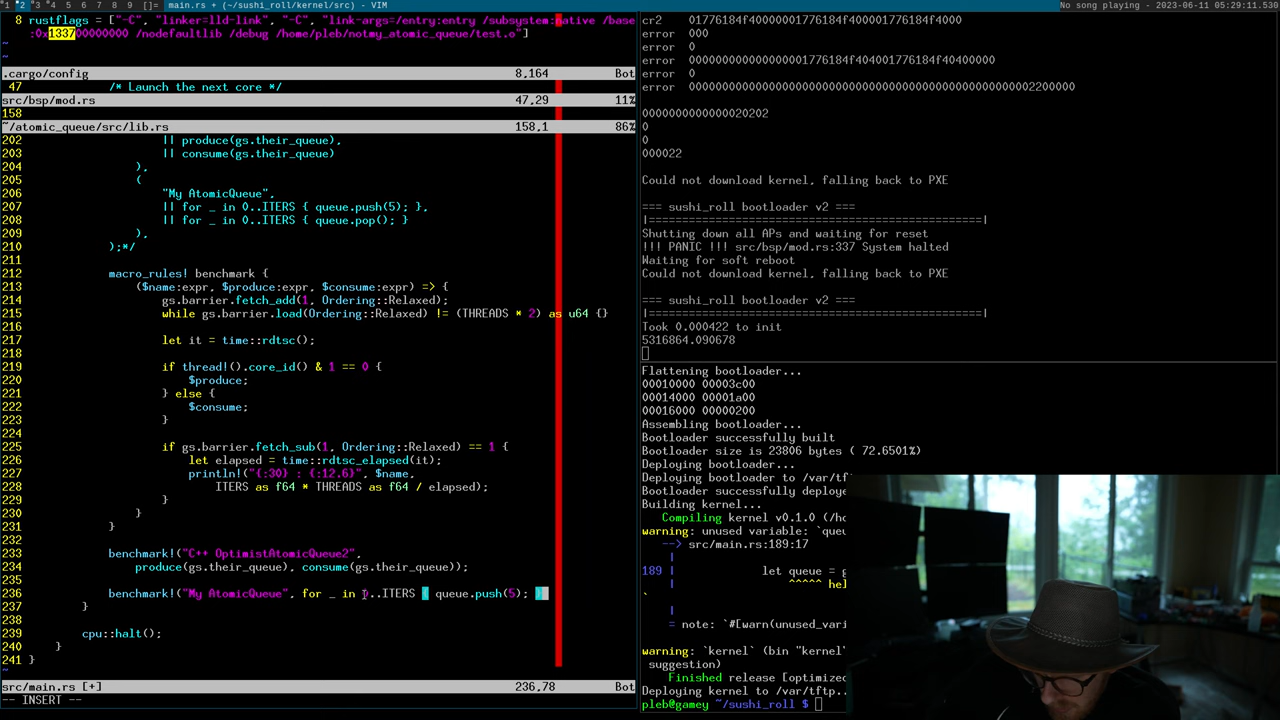 1 2 3 4 5 6 7 8 9 []= main.rs + (~/sushi_roll/kernel/src) - VIM
No song playing - 2023-06-11 05:29:11.530
8 rustflags = ["-C", "linker=lld-link", "-C", "link-args=/entry:entry /subsystem:native /base
:0x133700000000 /nodefaultlib /debug /home/pleb/notmy_atomic_queue/test.o"]
~
~
.cargo/config 8,164 Bot
47 /* Launch the next core */
src/bsp/mod.rs 47,29 11%
158
~/atomic_queue/src/lib.rs 158,1 86%
202 || produce(gs.their_queue),
203 || consume(gs.their_queue)
204 ),
205 (
206 "My AtomicQueue",
207 || for _ in 0..ITERS { queue.push(5); },
208 || for _ in 0..ITERS { queue.pop(); }
209 ),
210 );*/
211
212 macro_rules! benchmark {
213 ($name:expr, $produce:expr, $consume:expr) => {
214 gs.barrier.fetch_add(1, Ordering::Relaxed);
215 while gs.barrier.load(Ordering::Relaxed) != (THREADS * 2) as u64 {}
216
217 let it = time::rdtsc();
218
219 if thread!().core_id() & 1 == 0 {
220 $produce;
221 } else {
222 $consume;
223 }
224
225 if gs.barrier.fetch_sub(1, Ordering::Relaxed) == 1 {
226 let elapsed = time::rdtsc_elapsed(it);
227 println!("{:30} : {:12.6}", $name,
228 ITERS as f64 * THREADS as f64 / elapsed);
229 }
230 }
231 }
232
233 benchmark!("C++ OptimistAtomicQueue2",
234 produce(gs.their_queue), consume(gs.their_queue));
235
236 benchmark!("My AtomicQueue", for _ in 0..ITERS { queue.push(5); }
237 }
238
239 cpu::halt();
240 }
241 }
~
src/main.rs [+] 236,78 Bot
-- INSERT --
cr2 01776184f40000001776184f400001776184f4000
error 000
error 0
error 0000000000000000001776184f404001776184f40400000
error 0
error 0000000000000000000000000000000000000000000000000002200000

000000000000020202
0
0
000022

Could not download kernel, falling back to PXE

=== sushi_roll bootloader v2 ===
|==================================================|
Shutting down all APs and waiting for reset
!!! PANIC !!! src/bsp/mod.rs:337 System halted
Waiting for soft reboot
Could not download kernel, falling back to PXE

=== sushi_roll bootloader v2 ===
|==================================================|
Took 0.000422 to init
5316864.090678
Flattening bootloader...
00010000 00003c00
00014000 00001a00
00016000 00000200
Assembling bootloader...
Bootloader successfully built
Bootloader size is 23806 bytes ( 72.6501%)
Deploying bootloader...
Deploying bootloader to /var/tf
Bootloader successfully deploye
Building kernel...
Compiling kernel v0.1.0 (/ho
warning: unused variable: `queu
--> src/main.rs:189:17
|
189 | let queue = g
| ^^^^^ hel
`
|
= note: `#[warn(unused_vari

warning: `kernel` (bin "kernel"
suggestion)
Finished release [optimized
Deploying kernel to /var/tftp..
pleb@gamey ~/sushi_roll $